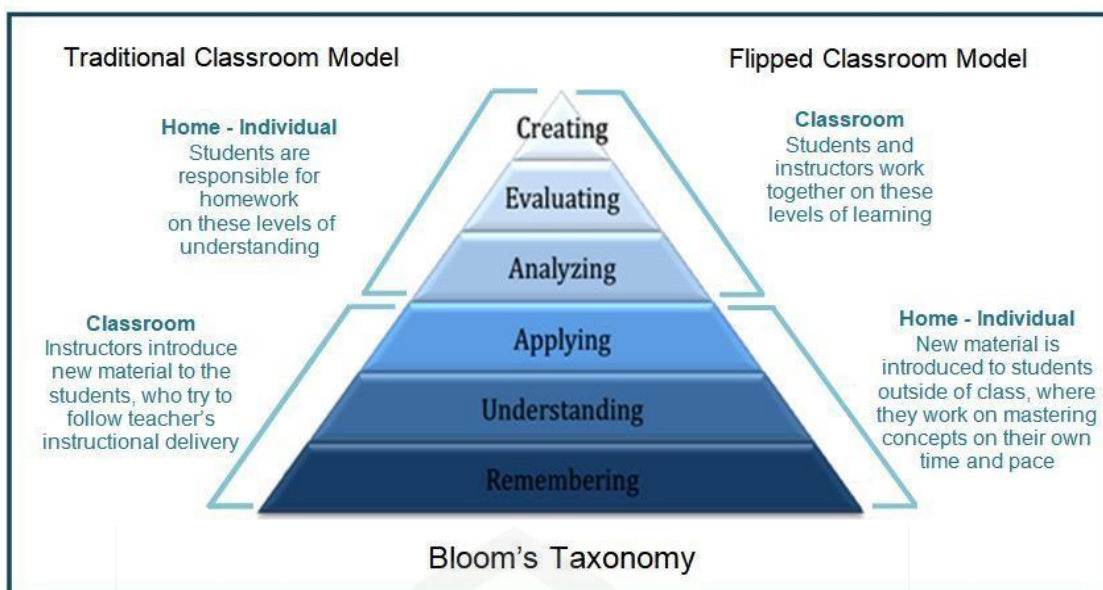 Traditional Classroom Model
Flipped Classroom Model
Home - Individual
Students are
responsible for
homework
on these levels of
understanding
Classroom
Instructors introduce
new material to the
students, who try to
follow teacher's
instructional delivery
Creating
Evaluating
Analyzing
Applying
Understanding
Remembering
Classroom
Students and
instructors work
together on these
levels of learning
Home - Individual
New material is
introduced to students
outside of class, where
they work on mastering
concepts on their own
time and pace
Bloom's Taxonomy